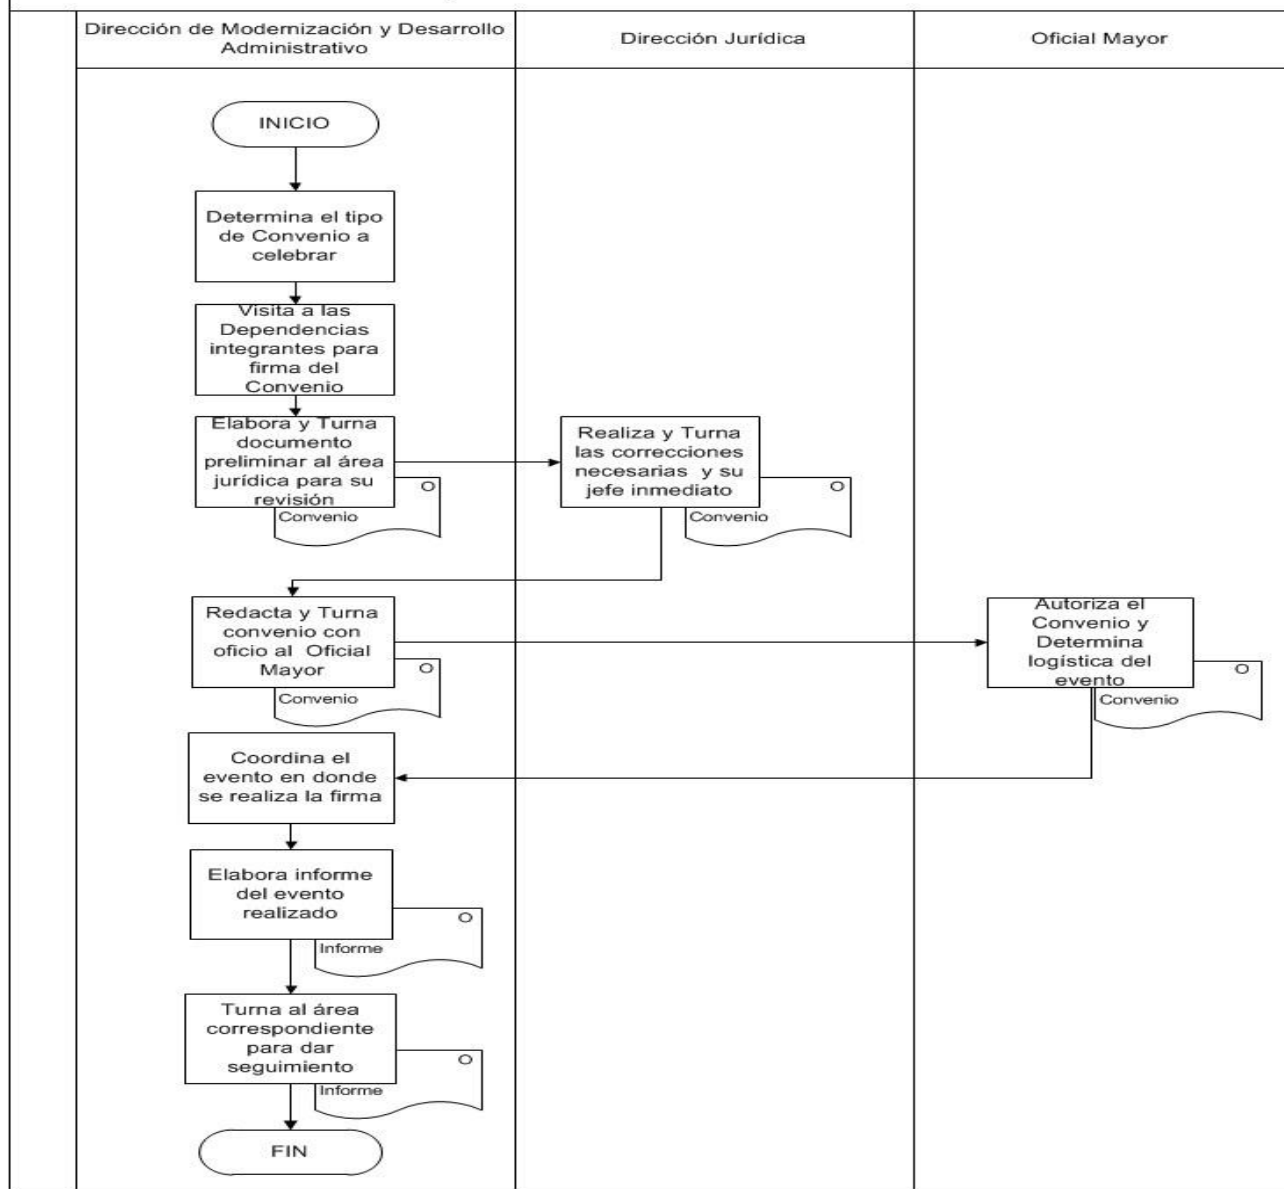 Dirección de Modernización y Desarrollo
Administrativo
Dirección Jurídica
Oficial Mayor
INICIO
Determina el tipo
de Convenio a
celebrar
Visita a las
Dependencias
integrantes para
firma del
Convenio
Elabora y Turna
documento
preliminar al área
jurídica para su
revisión
O
Convenio
Realiza y Turna
las correcciones
necesarias y su
jefe inmediato
O
Convenio
Redacta y Turna
convenio con
oficio al Oficial
Mayor
O
Convenio
Autoriza el
Convenio y
Determina
logística del
evento
O
Convenio
Coordina el
evento en donde
se realiza la firma
Elabora informe
del evento
realizado
O
Informe
Turna al área
correspondiente
para dar
seguimiento
O
Informe
FIN